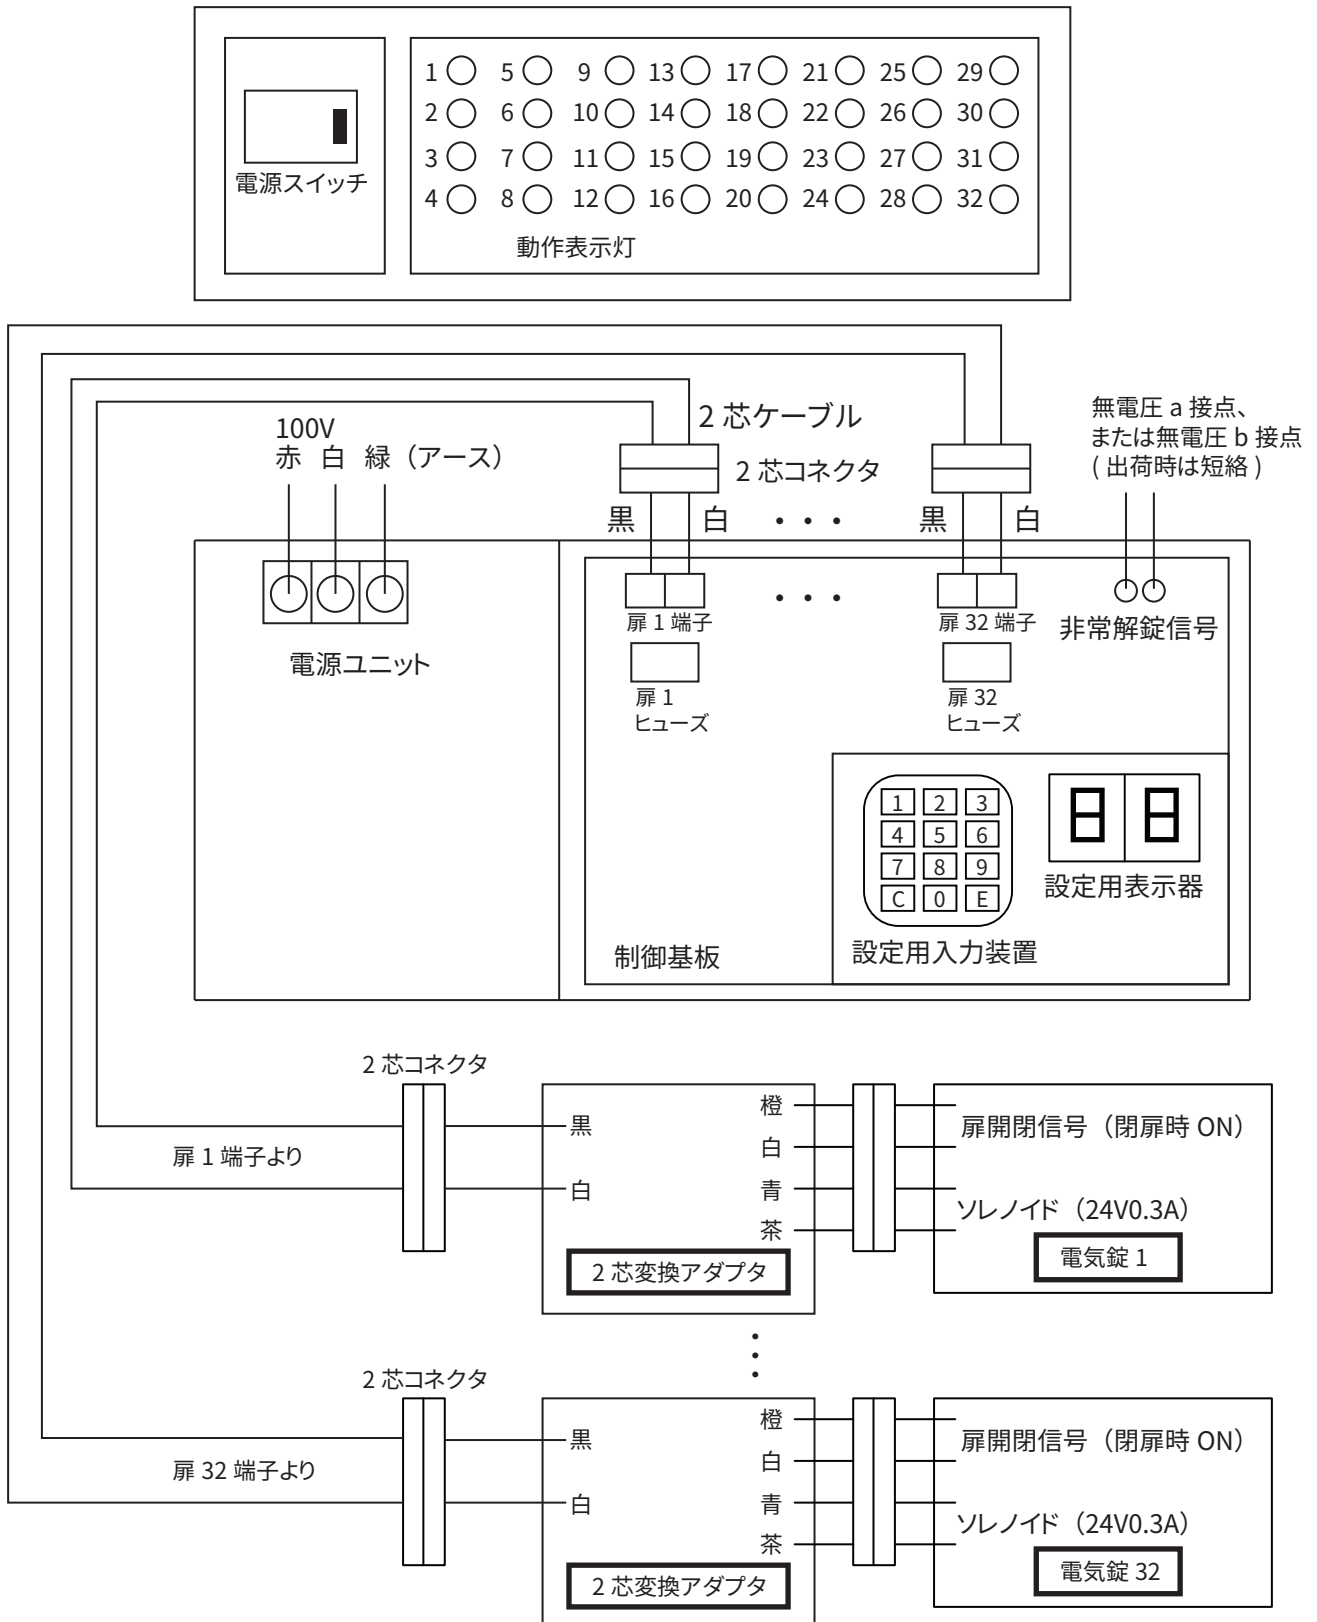 1 5 9 13 17 21 25 29
2 6 10 14 18 22 26 30
3 7 11 15 19 23 27 31
4 8 12 16 20 24 28 32
電源スイッチ
動作表示灯
100V
赤 白 緑（アース）
2 芯ケーブル
2 芯コネクタ
無電圧 a 接点、
または無電圧 b 接点
( 出荷時は短絡 )
黒 白 ・・・ 黒 白
・・・
扉 1 端子
扉 32 端子
非常解錠信号
電源ユニット
扉 1
ヒューズ
扉 32
ヒューズ
1 2 3
4 5 6
7 8 9
C 0 E
8 8
設定用表示器
設定用入力装置
制御基板
2 芯コネクタ
扉 1 端子より
黒
白
橙
白
青
茶
2 芯変換アダプタ
扉開閉信号（閉扉時 ON）
ソレノイド（24V0.3A）
電気錠 1
2 芯コネクタ
扉 32 端子より
黒
白
橙
白
青
茶
2 芯変換アダプタ
扉開閉信号（閉扉時 ON）
ソレノイド（24V0.3A）
電気錠 32